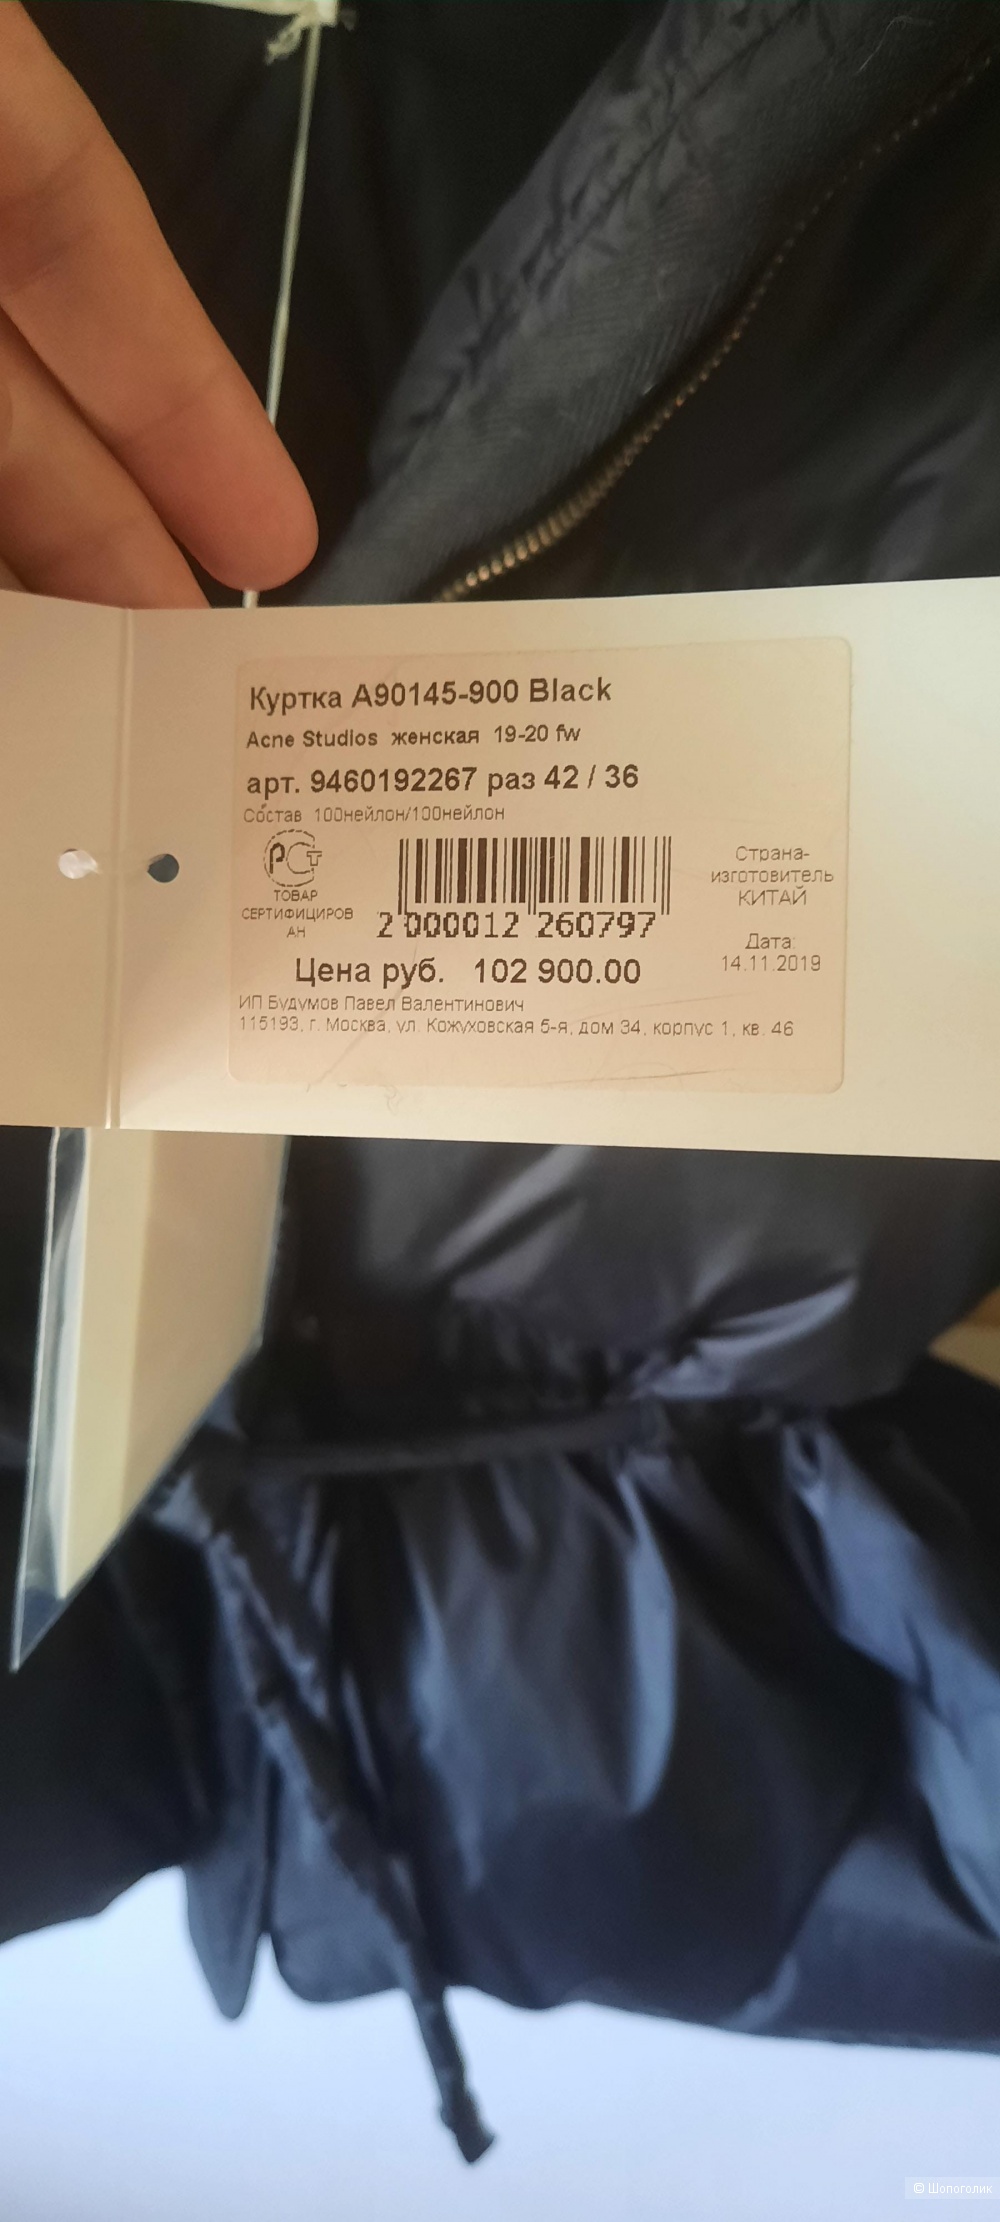 Куртка A90145-900 Black
Acne Studios женская 19-20 fw
арт. 9460192267 раз 42 / 36
Состав 100нейлон/100нейлон
РСТ
ТОВАР
СЕРТИФИЦИРОВ
АН
2 000012 260797
Страна-
изготовитель
КИТАЙ
Дата:
14.11.2019
Цена руб. 102 900.00
ИП Будумов Павел Валентинович
115193, г. Москва, ул. Кожуховская 5-я, дом 34, корпус 1, кв. 46
© Шопоголик